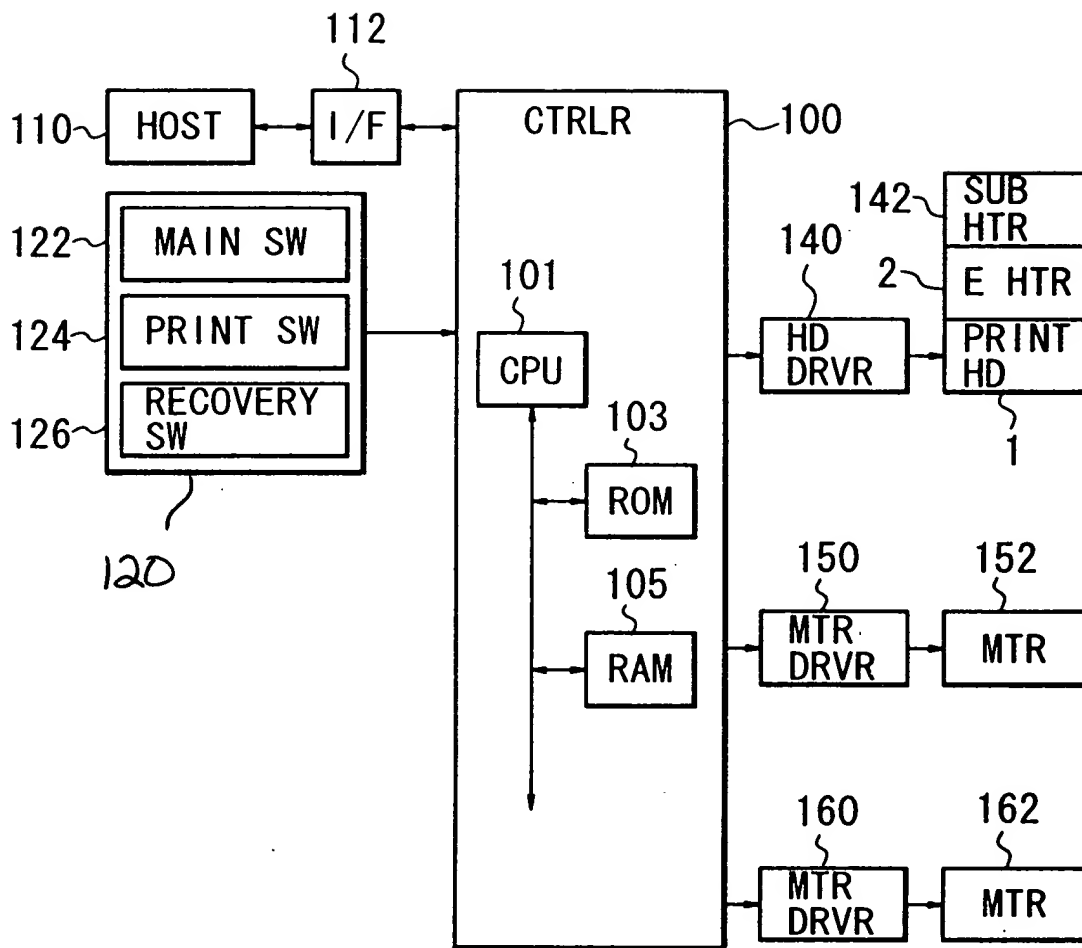 112
110
HOST
I/F
CTRLR
100
122
MAIN SW
124
PRINT SW
126
RECOVERY
SW
120
101
CPU
103
ROM
105
RAM
140
HD
DRVR
142
SUB
HTR
2
E HTR
PRINT
HD
1
150
MTR
DRVR
152
MTR
160
MTR
DRVR
162
MTR